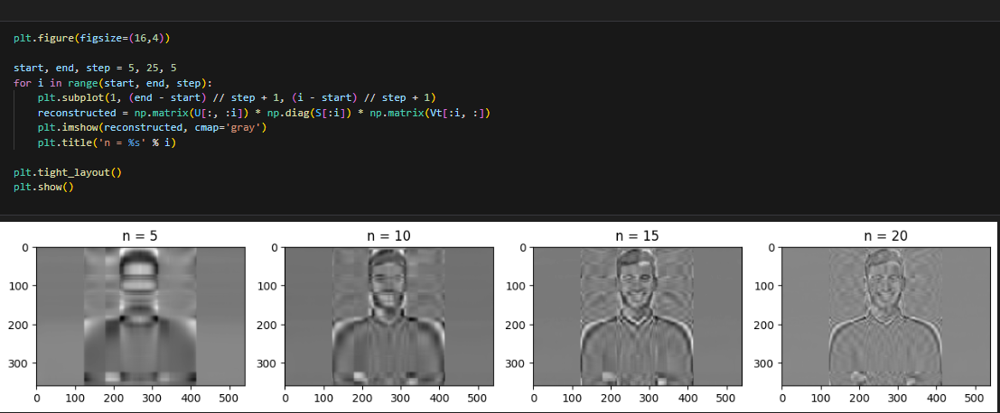 plt.figure(figsize=(16,4))
start, end, step = 5, 25, 5
for i in range(start, end, step):
    plt.subplot(1, (end - start) // step + 1, (i - start) // step + 1)
    reconstructed = np.matrix(U[:, :i]) * np.diag(S[:i]) * np.matrix(Vt[:i, :])
    plt.imshow(reconstructed, cmap='gray')
    plt.title('n = %s' % i)
plt.tight_layout()
plt.show()
n = 5
0
100
200
300
0 100 200 300 400 500
n = 10
0
100
200
300
0 100 200 300 400 500
n = 15
0
100
200
300
0 100 200 300 400 500
n = 20
0
100
200
300
0 100 200 300 400 500